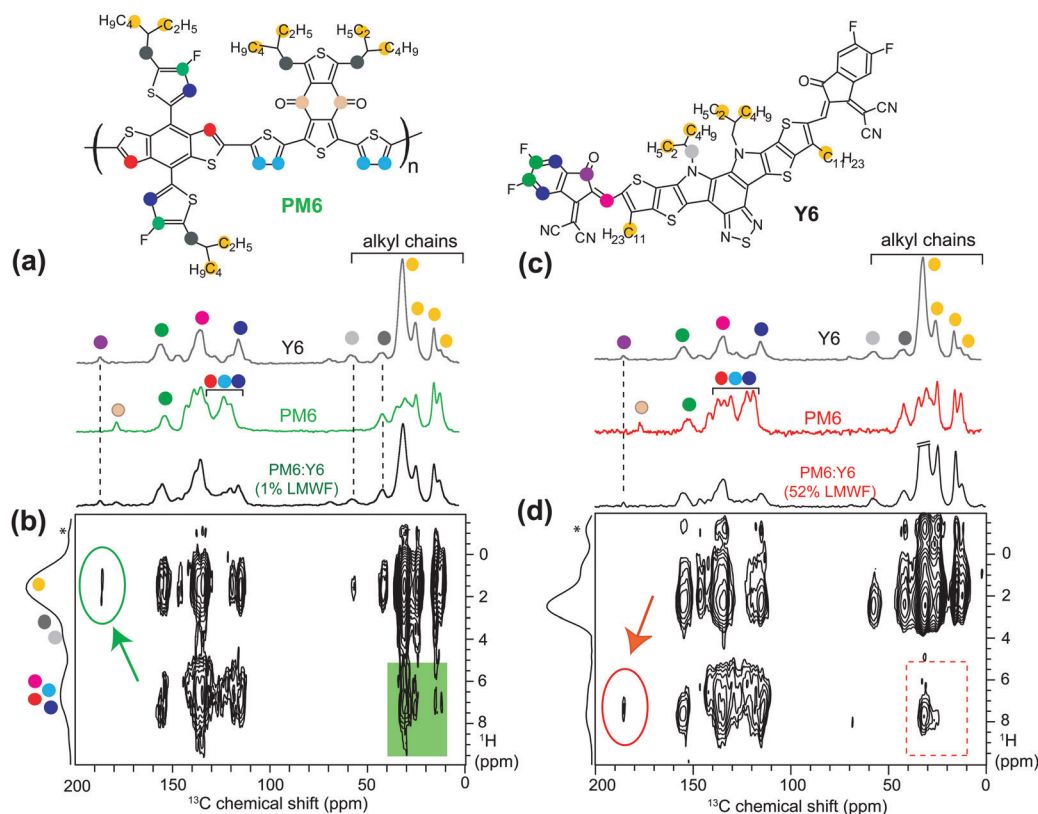 H9C4 C2H5
F
S
S
H9C4 C2H5 H5C2 C4H9
S
O O
S S S
S
S
n
F
S
C2H5
H9C4
PM6
F
F
O
CN
CN
H5C2 C4H9
C4H9
H5C2
N
N
S
S
C11H23
F
F
O
S
S
N N
S
CN CN
H23C11
Y6
(a)
alkyl chains
Y6
PM6
PM6:Y6
(1% LMWF)
(b)
*
0
2
4
6
8
1H
(ppm)
200 150 100 50 0
13C chemical shift (ppm)
(c)
alkyl chains
Y6
PM6
PM6:Y6
(52% LMWF)
(d)
*
0
2
4
6
8
1H
(ppm)
200 150 100 50 0
13C chemical shift (ppm)